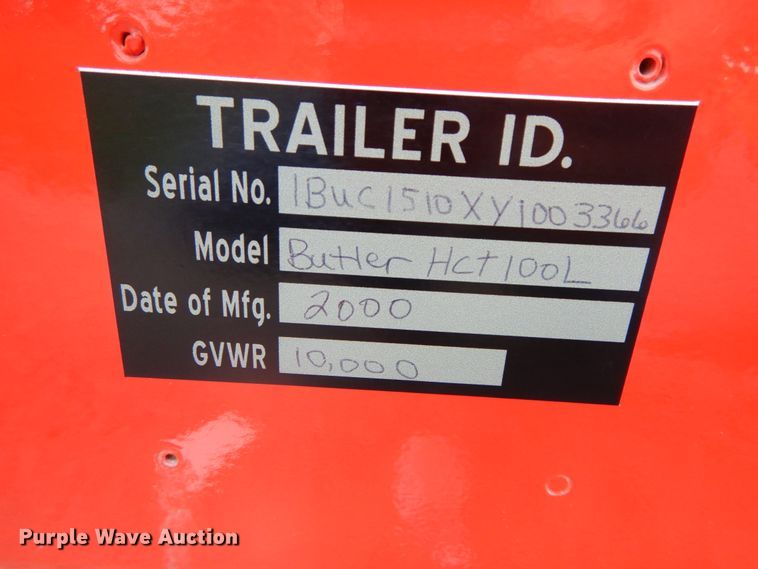 TRAILER ID.
Serial No. 1BUC1510XY1003366
Model Butler HCT100L
Date of Mfg. 2000
GVWR 10,000
Purple Wave Auction